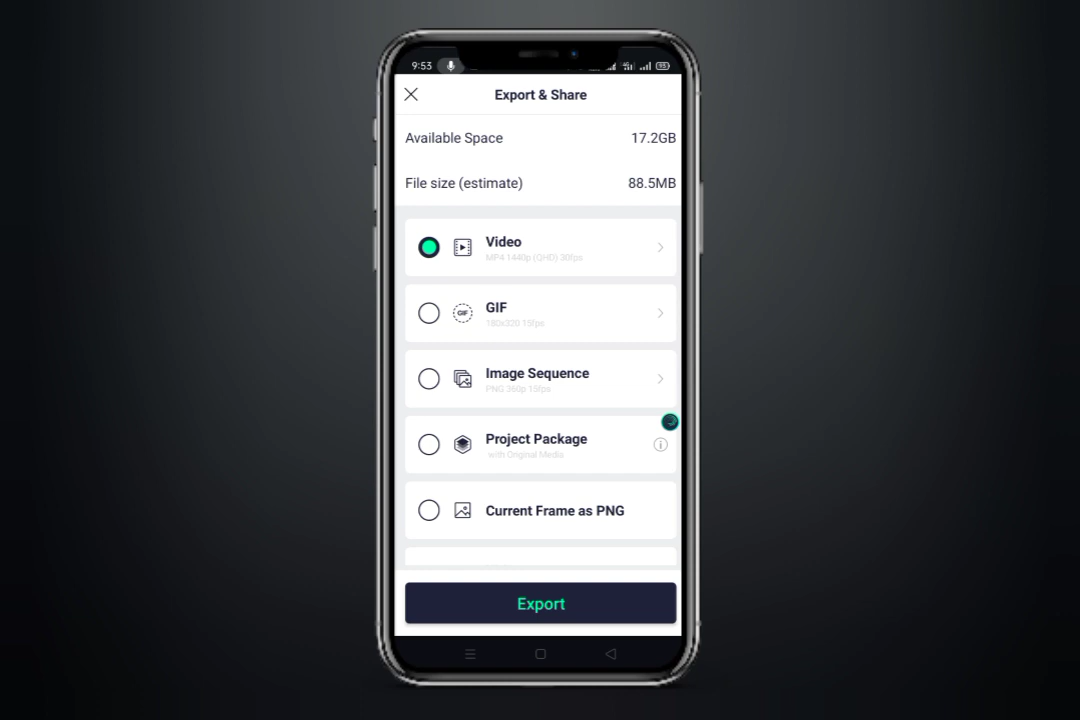 9:53
95
Export & Share
Available Space 17.2GB
File size (estimate) 88.5MB
Video
MP4 1440p (QHD) 30fps
GIF
GIF
180x320 15fps
Image Sequence
PNG 360p 15fps
Project Package
with Original Media
Current Frame as PNG
Export